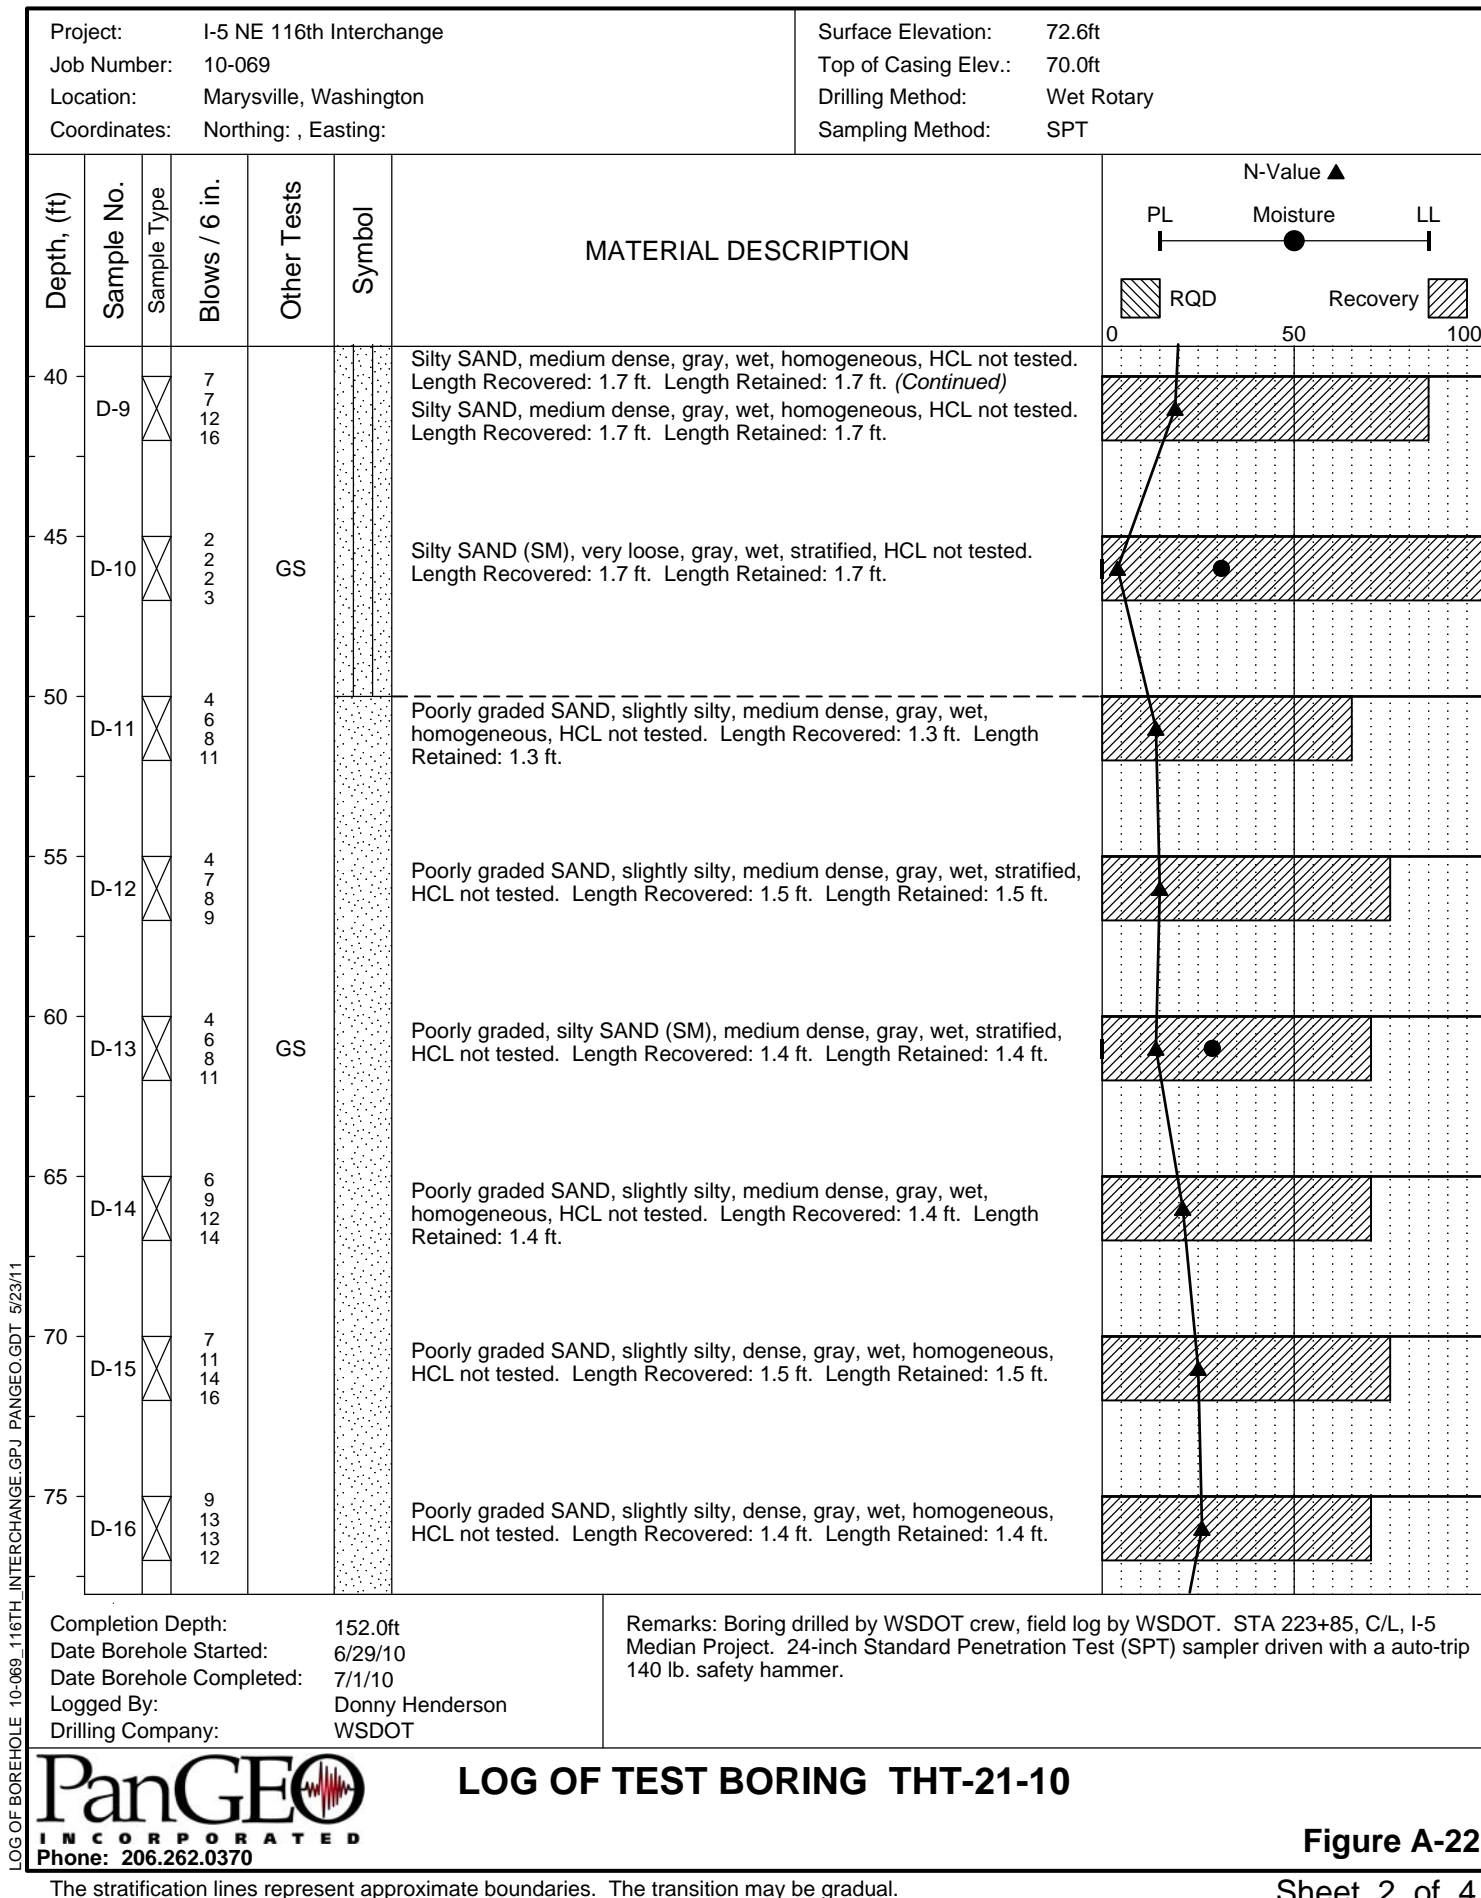 Project: I-5 NE 116th Interchange
Job Number: 10-069
Location: Marysville, Washington
Coordinates: Northing: , Easting:
Surface Elevation: 72.6ft
Top of Casing Elev.: 70.0ft
Drilling Method: Wet Rotary
Sampling Method: SPT
Depth, (ft)
Sample No.
Sample Type
Blows / 6 in.
Other Tests
Symbol
MATERIAL DESCRIPTION
N-Value ▲
PL Moisture LL
RQD Recovery
0 50 100
Silty SAND, medium dense, gray, wet, homogeneous, HCL not tested.
Length Recovered: 1.7 ft. Length Retained: 1.7 ft. (Continued)
40
D-9
7
7
12
16
Silty SAND, medium dense, gray, wet, homogeneous, HCL not tested.
Length Recovered: 1.7 ft. Length Retained: 1.7 ft.
45
D-10
2
2
2
3
GS
Silty SAND (SM), very loose, gray, wet, stratified, HCL not tested.
Length Recovered: 1.7 ft. Length Retained: 1.7 ft.
50
D-11
4
6
8
11
Poorly graded SAND, slightly silty, medium dense, gray, wet,
homogeneous, HCL not tested. Length Recovered: 1.3 ft. Length
Retained: 1.3 ft.
55
D-12
4
7
8
9
Poorly graded SAND, slightly silty, medium dense, gray, wet, stratified,
HCL not tested. Length Recovered: 1.5 ft. Length Retained: 1.5 ft.
60
D-13
4
6
8
11
GS
Poorly graded, silty SAND (SM), medium dense, gray, wet, stratified,
HCL not tested. Length Recovered: 1.4 ft. Length Retained: 1.4 ft.
65
D-14
6
9
12
14
Poorly graded SAND, slightly silty, medium dense, gray, wet,
homogeneous, HCL not tested. Length Recovered: 1.4 ft. Length
Retained: 1.4 ft.
70
D-15
7
11
14
16
Poorly graded SAND, slightly silty, dense, gray, wet, homogeneous,
HCL not tested. Length Recovered: 1.5 ft. Length Retained: 1.5 ft.
75
D-16
9
13
13
12
Poorly graded SAND, slightly silty, dense, gray, wet, homogeneous,
HCL not tested. Length Recovered: 1.4 ft. Length Retained: 1.4 ft.
Completion Depth: 152.0ft
Date Borehole Started: 6/29/10
Date Borehole Completed: 7/1/10
Logged By: Donny Henderson
Drilling Company: WSDOT
Remarks: Boring drilled by WSDOT crew, field log by WSDOT. STA 223+85, C/L, I-5
Median Project. 24-inch Standard Penetration Test (SPT) sampler driven with a auto-trip
140 lb. safety hammer.
LOG OF BOREHOLE 10-069_116TH_INTERCHANGE.GPJ PANGEO.GDT 5/23/11
PanGEO
INCORPORATED
Phone: 206.262.0370
LOG OF TEST BORING THT-21-10
Figure A-22
The stratification lines represent approximate boundaries. The transition may be gradual.
Sheet 2 of 4